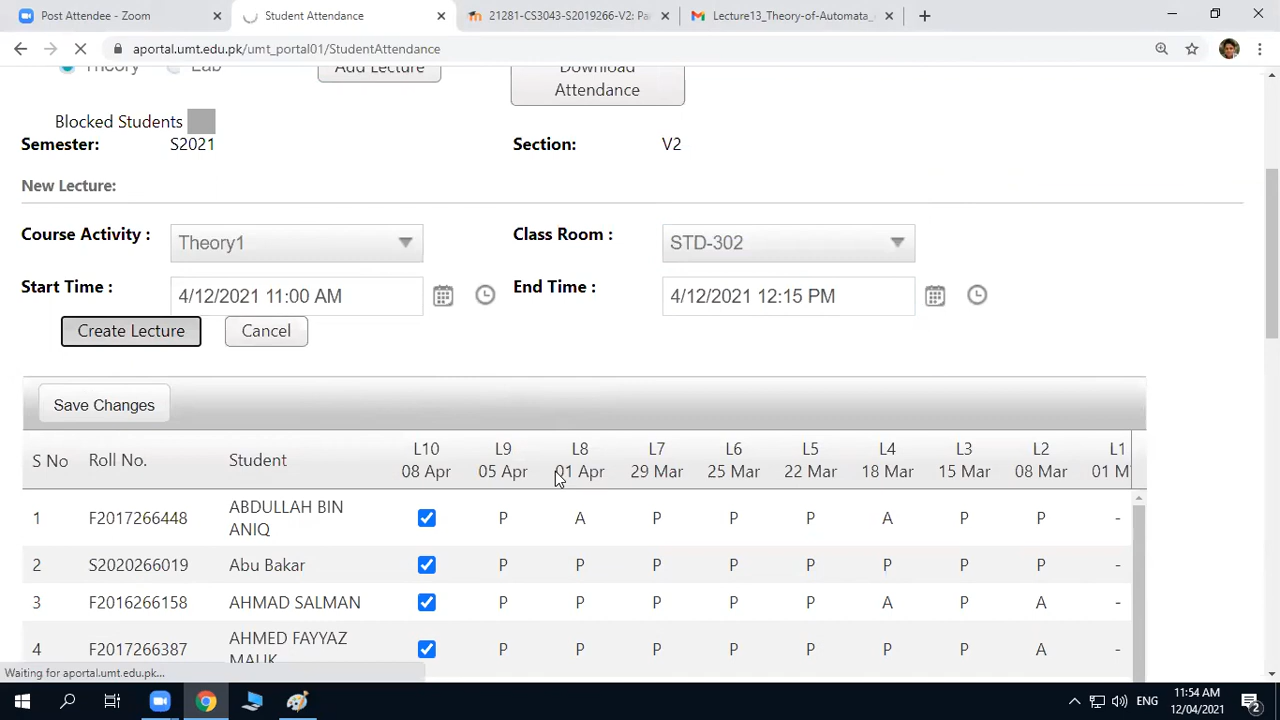 Post Attendee - Zoom
Student Attendance
21281-CS3043-S2019266-V2: Pa
Lecture13_Theory-of-Automata_
aportal.umt.edu.pk/umt_portal01/StudentAttendance
Theory Lab Add Lecture Download
Attendance
Blocked Students
Semester: S2021 Section: V2
New Lecture:
Course Activity : Theory1 Class Room : STD-302
Start Time : 4/12/2021 11:00 AM End Time : 4/12/2021 12:15 PM
Create Lecture Cancel
Save Changes
S No Roll No. Student L10 L9 L8 L7 L6 L5 L4 L3 L2 L1
08 Apr 05 Apr 01 Apr 29 Mar 25 Mar 22 Mar 18 Mar 15 Mar 08 Mar 01 M
1 F2017266448 ABDULLAH BIN ANIQ P A P P P A P P -
2 S2020266019 Abu Bakar P P P P P P P P -
3 F2016266158 AHMAD SALMAN P P P P P A P A -
4 F2017266387 AHMED FAYYAZ MALIK P P P P P P P A -
Waiting for aportal.umt.edu.pk...
ENG
11:54 AM
12/04/2021
2